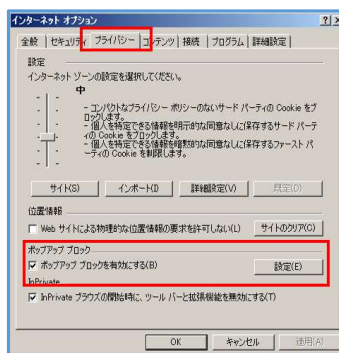 インターネット オプション
全般 セキュリティ プライバシー コンテンツ 接続 プログラム 詳細設定
設定
インターネット ゾーンの設定を選択してください。
中
- コンパクトなプライバシー ポリシーのないサード パーティの Cookie をブ
ロックします。
- 個人を特定できる情報を明示的な同意なしに保存するサード パーテ
ィの Cookie をブロックします。
- 個人を特定できる情報を暗黙的な同意なしに保存するファースト パ
ーティの Cookie を制限します。
サイト(S) インポート(I) 詳細設定(V) 既定(D)
位置情報
Web サイトによる物理的な位置情報の要求を許可しない(L) サイトのクリア(C)
ポップアップ ブロック
ポップアップ ブロックを有効にする(B) 設定(E)
InPrivate
InPrivate ブラウズの開始時に、ツール バーと拡張機能を無効にする(T)
OK キャンセル 適用(A)